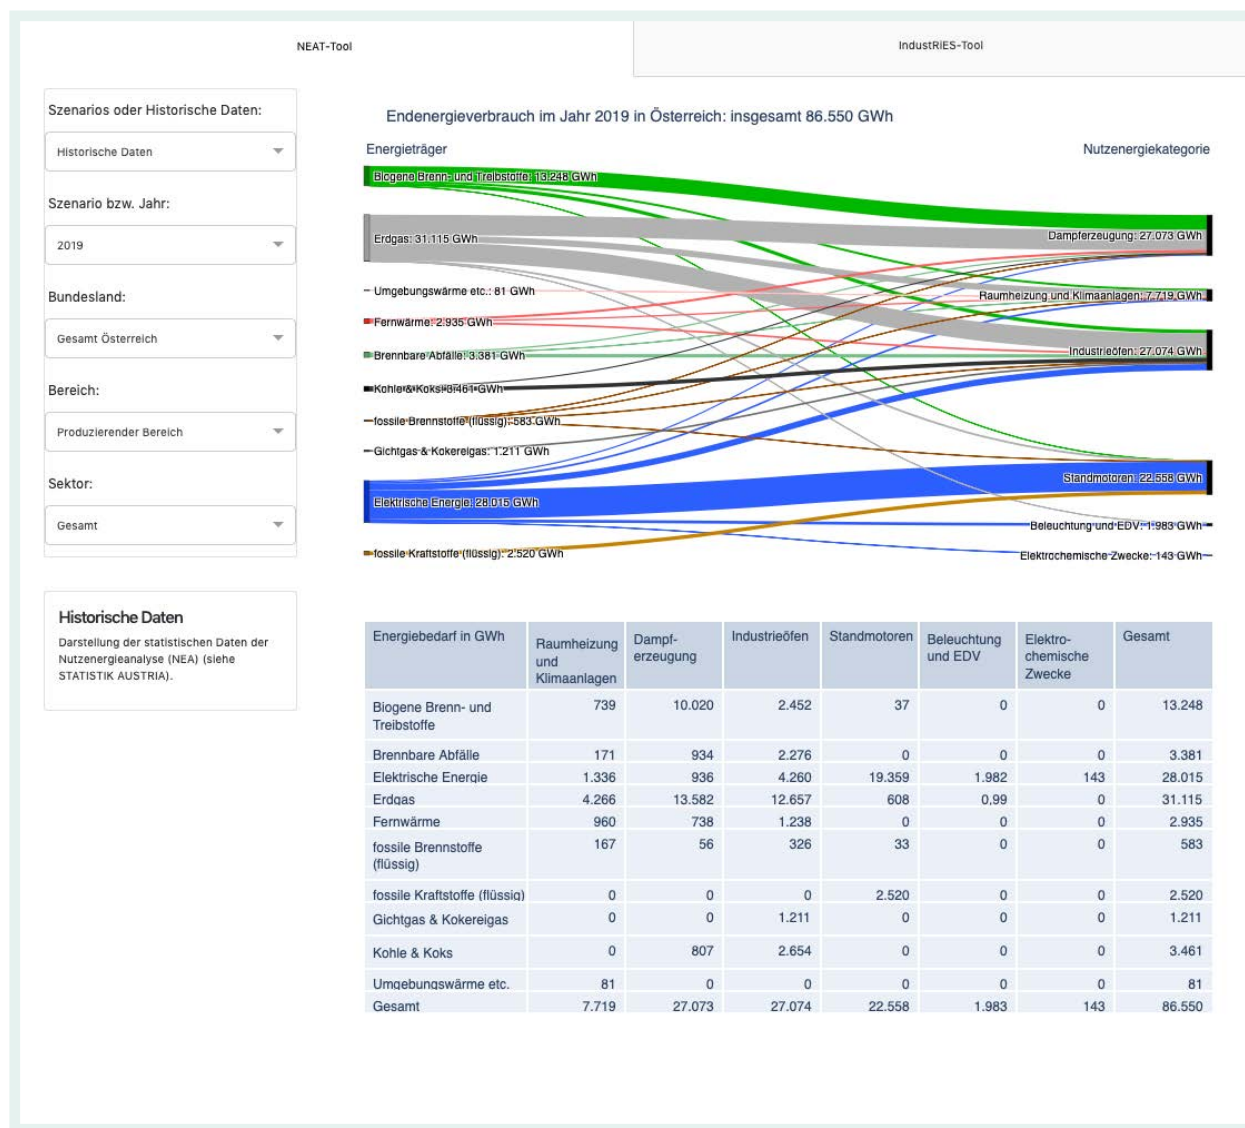 NEAT-Tool
IndustRiES-Tool
Szenarios oder Historische Daten:
Historische Daten
Szenario bzw. Jahr:
2019
Bundesland:
Gesamt Österreich
Bereich:
Produzierender Bereich
Sektor:
Gesamt
Historische Daten
Darstellung der statistischen Daten der
Nutzenergieanalyse (NEA) (siehe
STATISTIK AUSTRIA).
Endenergieverbrauch im Jahr 2019 in Österreich: insgesamt 86.550 GWh
Energieträger
Nutzenergiekategorie
Biogene Brenn- und Treibstoffe: 13.248 GWh
Erdgas: 31.115 GWh
Umgebungswärme etc.: 81 GWh
Fernwärme: 2.935 GWh
Brennbare Abfälle: 3.381 GWh
Kohle & Koks: 3.461 GWh
fossile Brennstoffe (flüssig): 583 GWh
Gichtgas & Kokereigas: 1.211 GWh
Elektrische Energie: 28.015 GWh
fossile Kraftstoffe (flüssig): 2.520 GWh
Dampferzeugung: 27.073 GWh
Raumheizung und Klimaanlagen: 7.719 GWh
Industrieöfen: 27.074 GWh
Standmotoren: 22.558 GWh
Beleuchtung und EDV: 1.983 GWh
Elektrochemische Zwecke: 143 GWh
Energiebedarf in GWh
Raumheizung
und
Klimaanlagen
Dampf-
erzeugung
Industrieöfen
Standmotoren
Beleuchtung
und EDV
Elektro-
chemische
Zwecke
Gesamt
Biogene Brenn- und
Treibstoffe
739 10.020 2.452 37 0 0 13.248
Brennbare Abfälle 171 934 2.276 0 0 0 3.381
Elektrische Energie 1.336 936 4.260 19.359 1.982 143 28.015
Erdgas 4.266 13.582 12.657 608 0,99 0 31.115
Fernwärme 960 738 1.238 0 0 0 2.935
fossile Brennstoffe
(flüssig)
167 56 326 33 0 0 583
fossile Kraftstoffe (flüssig) 0 0 0 2.520 0 0 2.520
Gichtgas & Kokereigas 0 0 1.211 0 0 0 1.211
Kohle & Koks 0 807 2.654 0 0 0 3.461
Umgebungswärme etc. 81 0 0 0 0 0 81
Gesamt 7.719 27.073 27.074 22.558 1.983 143 86.550